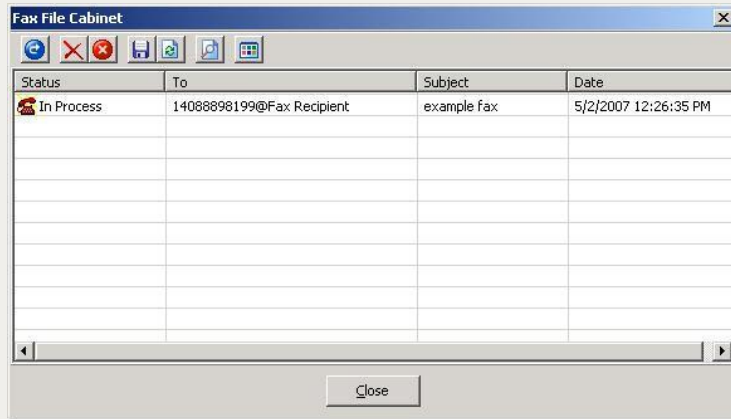 Fax File Cabinet
Status To Subject Date
In Process 14088898199@Fax Recipient example fax 5/2/2007 12:26:35 PM
Close